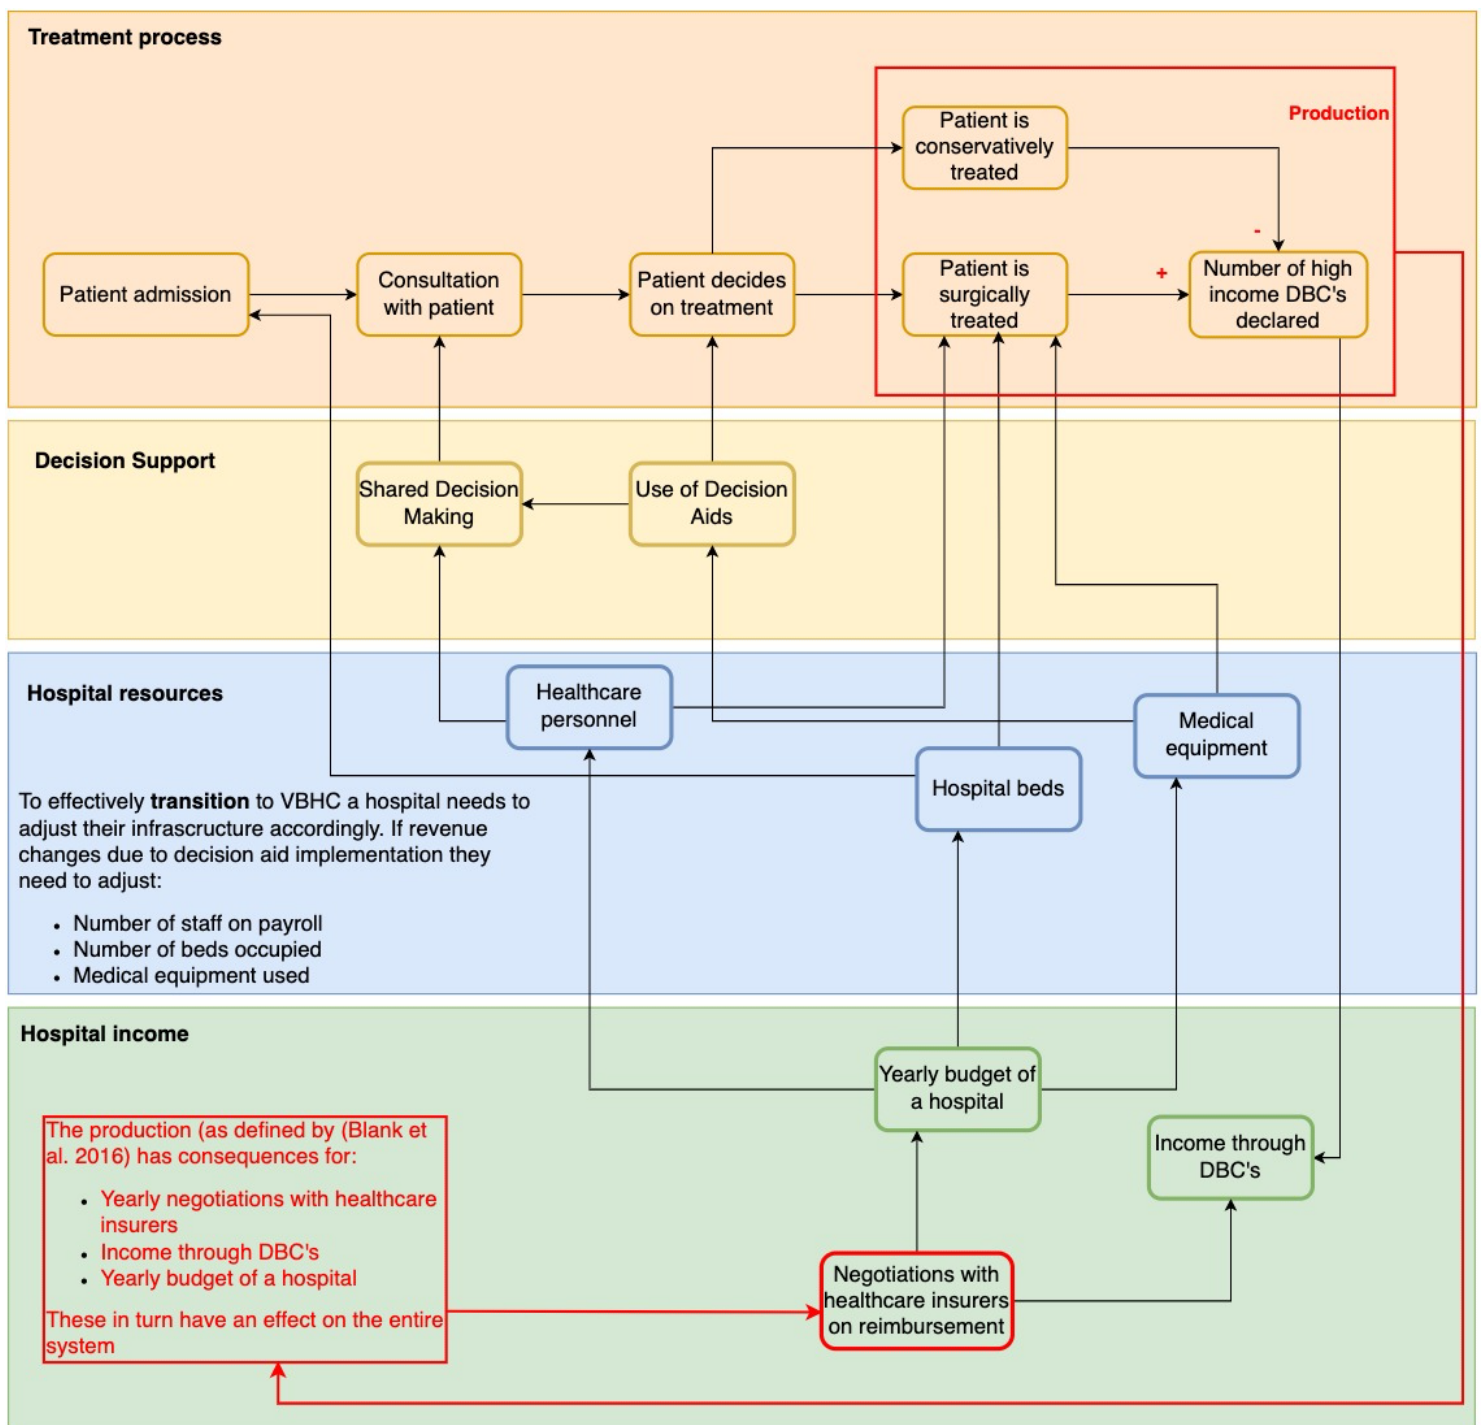 Treatment process
Production
Patient is
conservatively
treated
Patient admission
Consultation
with patient
Patient decides
on treatment
Patient is
surgically
treated
+
-
Number of high
income DBC's
declared
Decision Support
Shared Decision
Making
Use of Decision
Aids
Hospital resources
Healthcare
personnel
Medical
equipment
Hospital beds
To effectively transition to VBHC a hospital needs to
adjust their infrascructure accordingly. If revenue
changes due to decision aid implementation they
need to adjust:
• Number of staff on payroll
• Number of beds occupied
• Medical equipment used
Hospital income
Yearly budget of
a hospital
Income through
DBC's
The production (as defined by (Blank et
al. 2016) has consequences for:
• Yearly negotiations with healthcare
insurers
• Income through DBC's
• Yearly budget of a hospital
These in turn have an effect on the entire
system
Negotiations with
healthcare insurers
on reimbursement